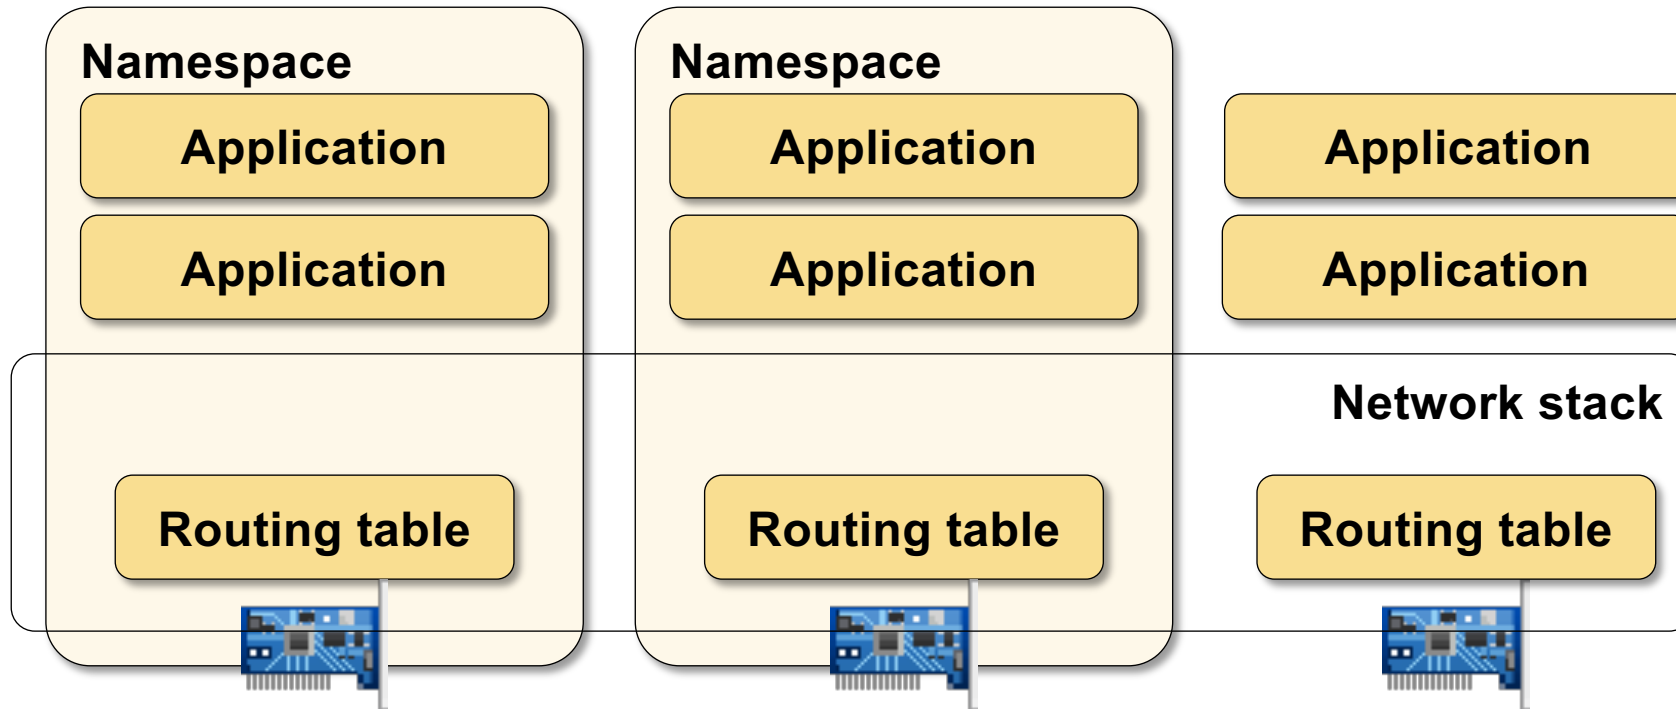 Namespace
Application
Application
Routing table
Namespace
Application
Application
Routing table
Application
Application
Network stack
Routing table